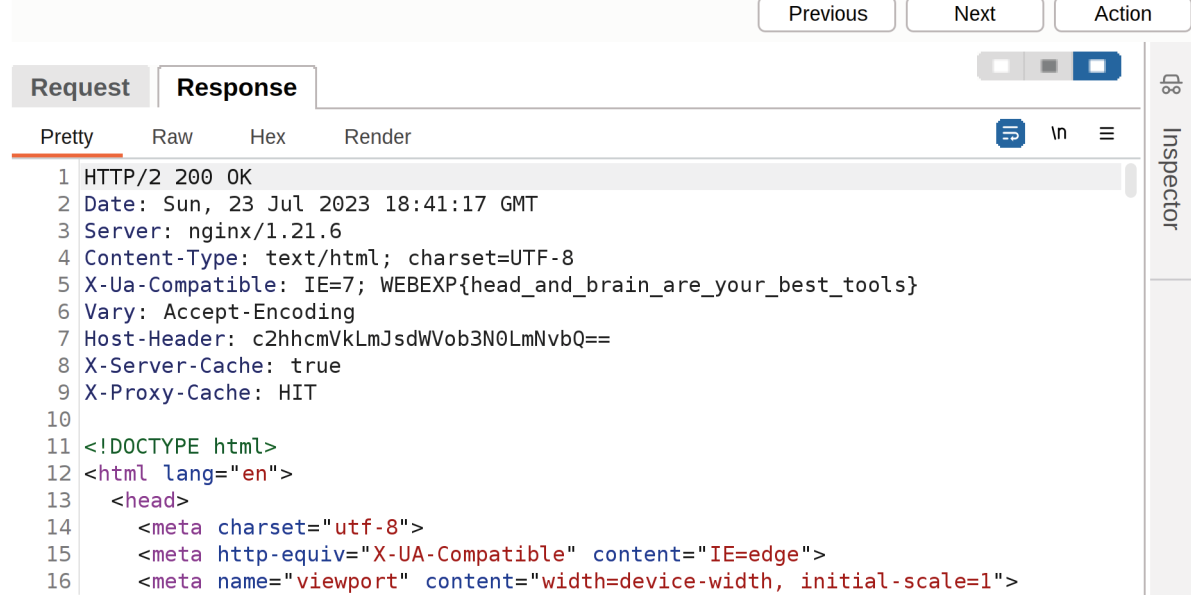 Previous Next Action
Request Response
Pretty Raw Hex Render \n
Inspector
1 HTTP/2 200 OK
2 Date: Sun, 23 Jul 2023 18:41:17 GMT
3 Server: nginx/1.21.6
4 Content-Type: text/html; charset=UTF-8
5 X-Ua-Compatible: IE=7; WEBEXP{head_and_brain_are_your_best_tools}
6 Vary: Accept-Encoding
7 Host-Header: c2hhcmVkLmJsdWVob3N0LmNvbQ==
8 X-Server-Cache: true
9 X-Proxy-Cache: HIT
10
11 <!DOCTYPE html>
12 <html lang="en">
13 <head>
14 <meta charset="utf-8">
15 <meta http-equiv="X-UA-Compatible" content="IE=edge">
16 <meta name="viewport" content="width=device-width, initial-scale=1">